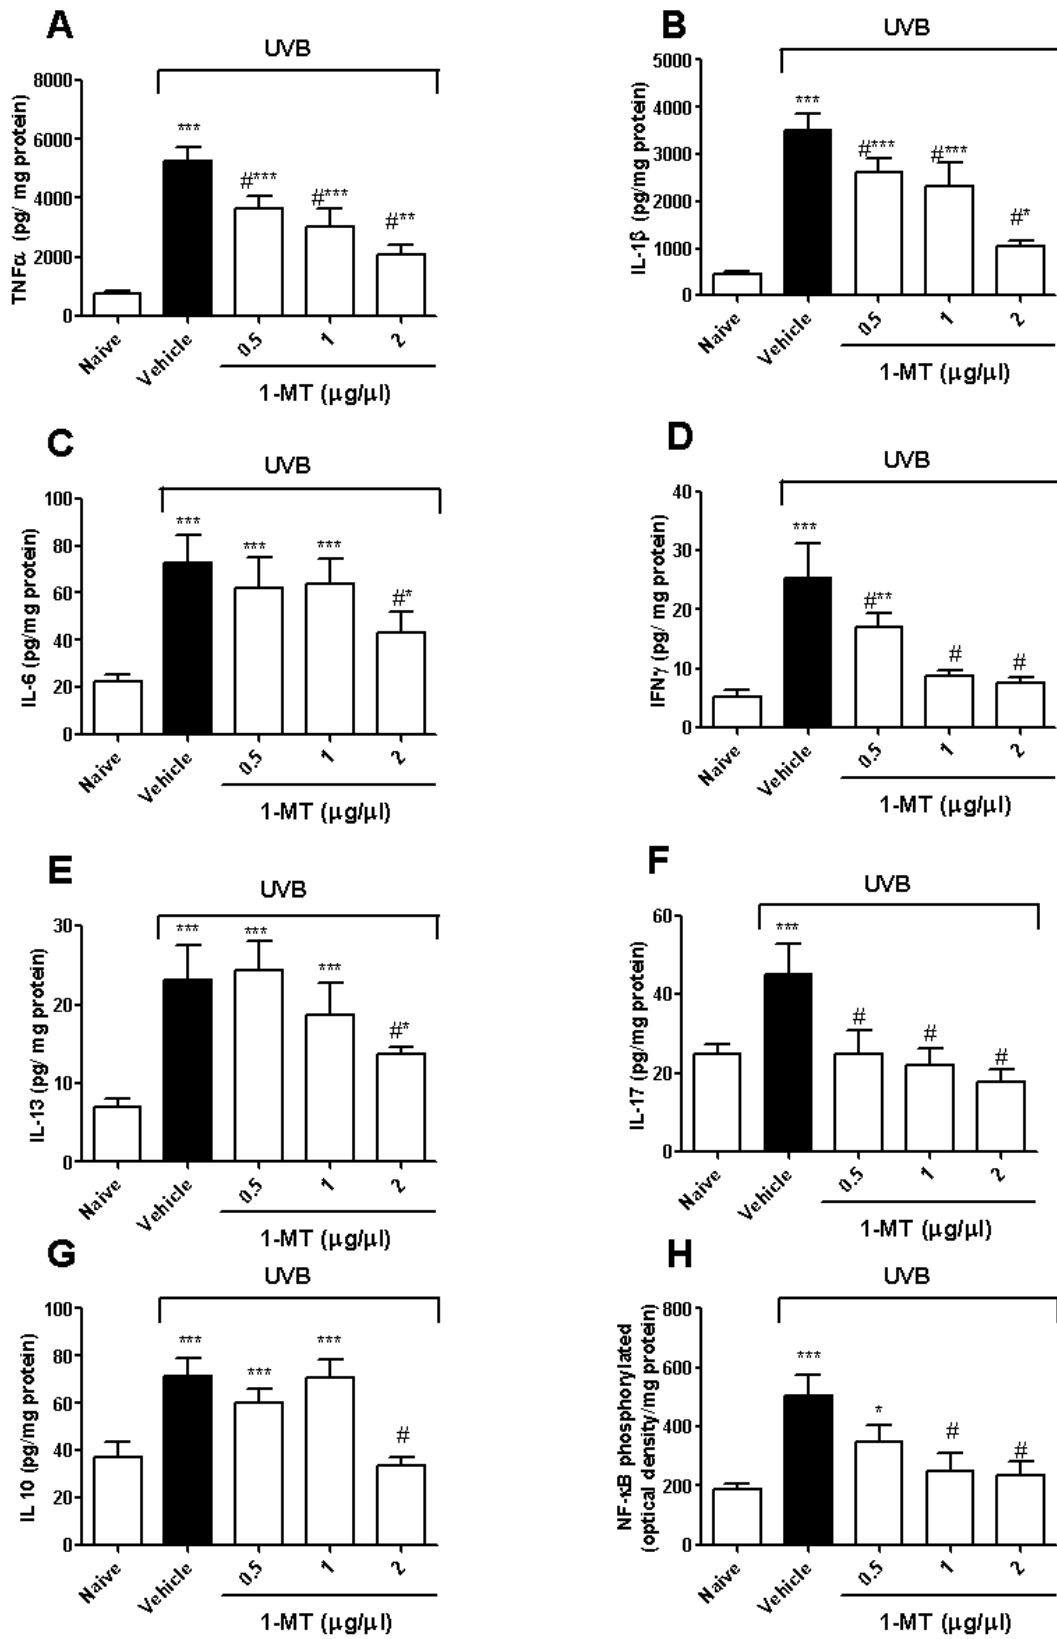 A
UVB
TNFα (pg/ mg protein)
8000
6000
4000
2000
0
***
#***
#***
#**
Naive
Vehicle
0.5
1
2
1-MT (μg/μl)
B
UVB
IL-1β (pg/mg protein)
5000
4000
3000
2000
1000
0
***
#***
#***
#*
Naive
Vehicle
0.5
1
2
1-MT (μg/μl)
C
UVB
IL-6 (pg/mg protein)
100
80
60
40
20
0
***
***
***
#*
Naive
Vehicle
0.5
1
2
1-MT (μg/μl)
D
UVB
IFNγ (pg/ mg protein)
40
30
20
10
0
***
#**
#
#
Naive
Vehicle
0.5
1
2
1-MT (μg/μl)
E
UVB
IL-13 (pg/ mg protein)
30
20
10
0
***
***
***
#*
Naive
Vehicle
0.5
1
2
1-MT (μg/μl)
F
UVB
IL-17 (pg/mg protein)
60
40
20
0
***
#
#
#
Naive
Vehicle
0.5
1
2
1-MT (μg/μl)
G
UVB
IL 10 (pg/mg protein)
100
80
60
40
20
0
***
***
***
#
Naive
Vehicle
0.5
1
2
1-MT (μg/μl)
H
UVB
NF-κB phosphorylated
(optical density/mg protein)
800
600
400
200
0
***
*
#
#
Naive
Vehicle
0.5
1
2
1-MT (μg/μl)